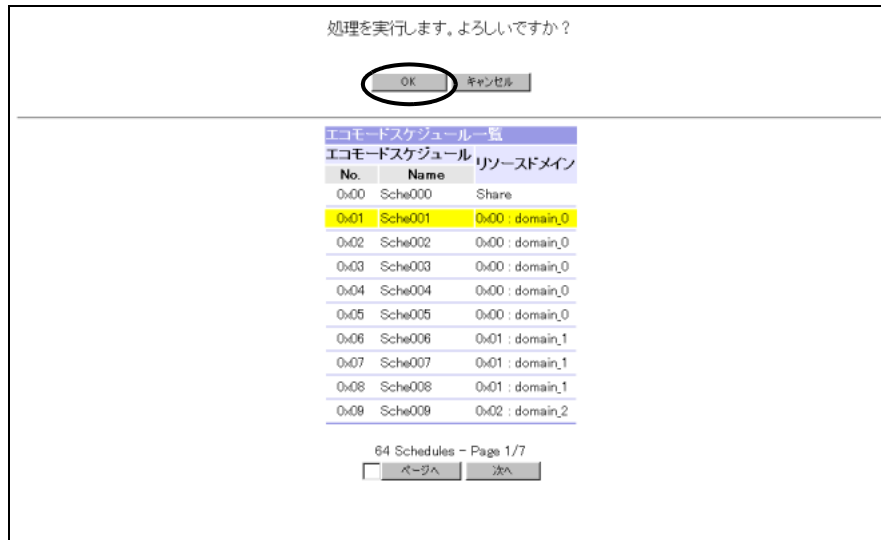 処理を実行します。よろしいですか？
OK キャンセル
エコモードスケジュール一覧
エコモードスケジュール リソースドメイン
No. Name
0x00 Sche000 Share
0x01 Sche001 0x00 : domain_0
0x02 Sche002 0x00 : domain_0
0x03 Sche003 0x00 : domain_0
0x04 Sche004 0x00 : domain_0
0x05 Sche005 0x00 : domain_0
0x06 Sche006 0x01 : domain_1
0x07 Sche007 0x01 : domain_1
0x08 Sche008 0x01 : domain_1
0x09 Sche009 0x02 : domain_2
64 Schedules - Page 1/7
ページへ 次へ